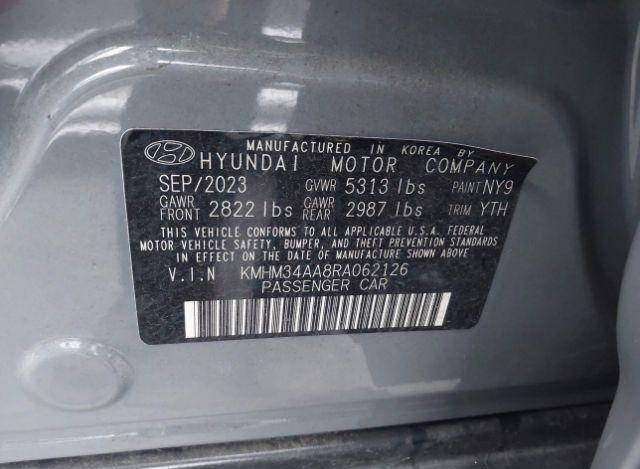 MANUFACTURED IN KOREA BY
HYUNDAI MOTOR COMPANY
SEP/2023 GVWR 5313 lbs PAINT NY9
GAWR FRONT 2822 lbs GAWR REAR 2987 lbs TRIM YTH
THIS VEHICLE CONFORMS TO ALL APPLICABLE U.S.A. FEDERAL
MOTOR VEHICLE SAFETY, BUMPER, AND THEFT PREVENTION STANDARDS
IN EFFECT ON THE DATE OF MANUFACTURE SHOWN ABOVE
V.I.N KMHM34AA8RA062126
PASSENGER CAR